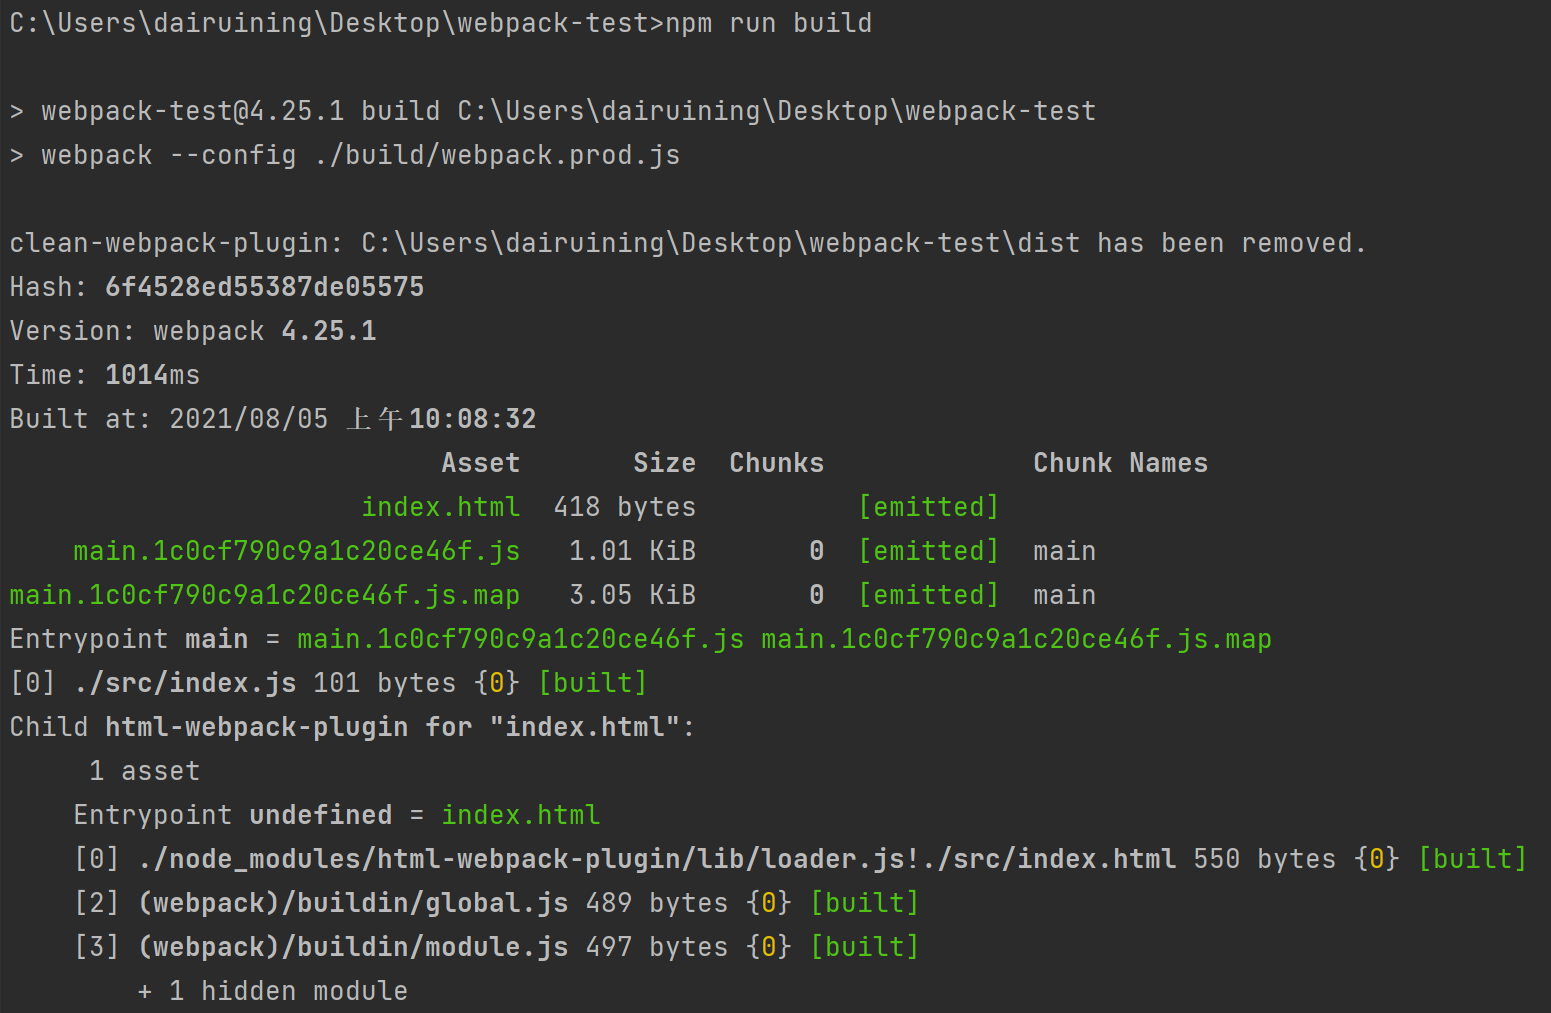 C:\Users\dairuining\Desktop\webpack-test>npm run build
> webpack-test@4.25.1 build C:\Users\dairuining\Desktop\webpack-test
> webpack --config ./build/webpack.prod.js
clean-webpack-plugin: C:\Users\dairuining\Desktop\webpack-test\dist has been removed.
Hash: 6f4528ed55387de05575
Version: webpack 4.25.1
Time: 1014ms
Built at: 2021/08/05 上午10:08:32
Asset Size Chunks Chunk Names
index.html 418 bytes [emitted]
main.1c0cf790c9a1c20ce46f.js 1.01 KiB 0 [emitted] main
main.1c0cf790c9a1c20ce46f.js.map 3.05 KiB 0 [emitted] main
Entrypoint main = main.1c0cf790c9a1c20ce46f.js main.1c0cf790c9a1c20ce46f.js.map
[0] ./src/index.js 101 bytes {0} [built]
Child html-webpack-plugin for "index.html":
1 asset
Entrypoint undefined = index.html
[0] ./node_modules/html-webpack-plugin/lib/loader.js!./src/index.html 550 bytes {0} [built]
[2] (webpack)/buildin/global.js 489 bytes {0} [built]
[3] (webpack)/buildin/module.js 497 bytes {0} [built]
+ 1 hidden module